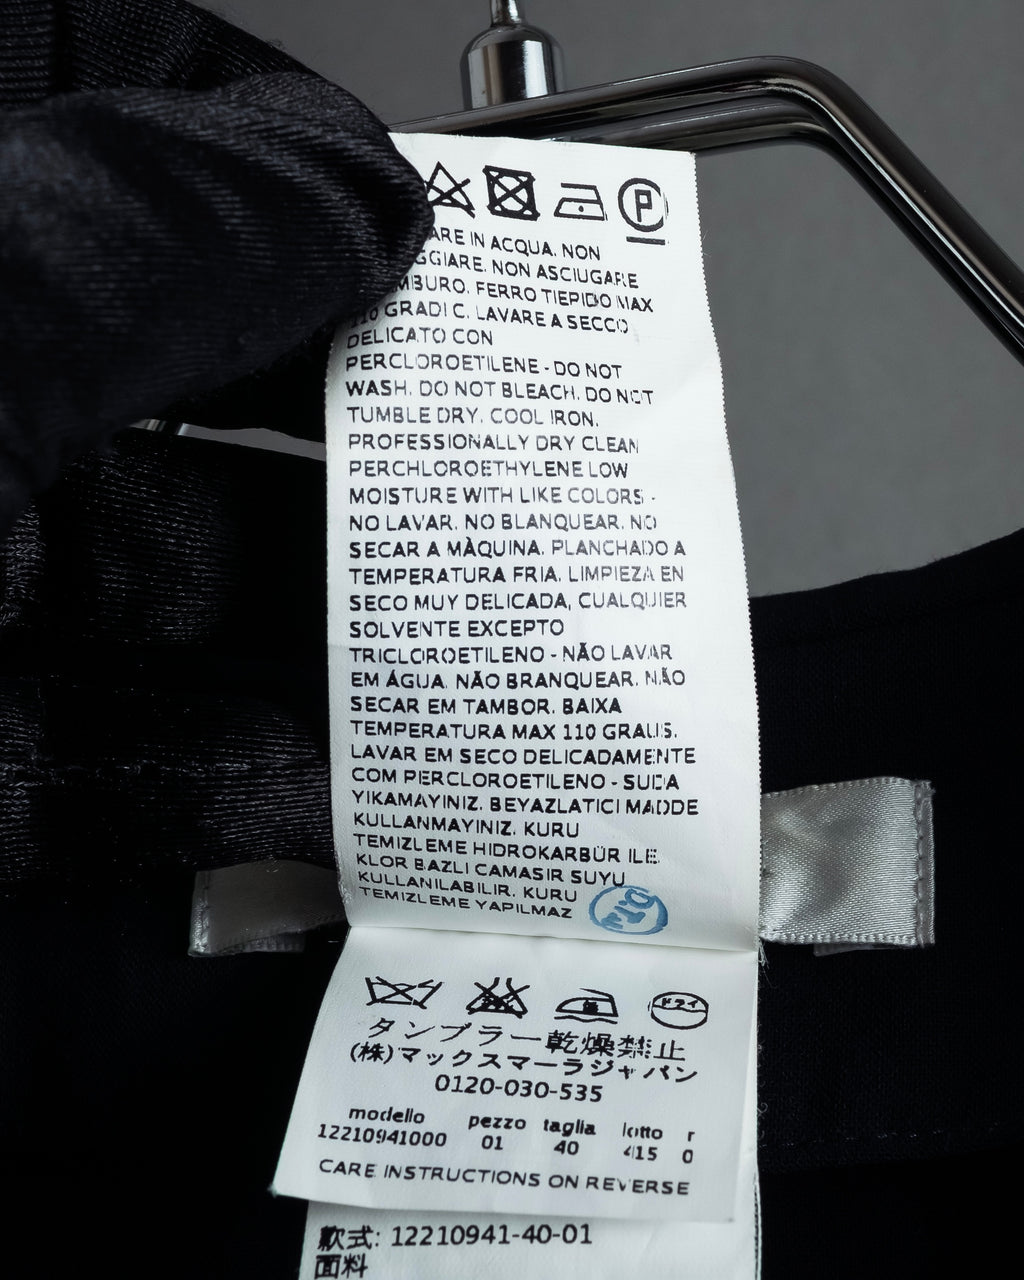 P
ARE IN ACQUA. NON
GGIARE. NON ASCIUGARE
MBURO. FERRO TIEPIDO MAX
110 GRADI C. LAVARE A SECCO
DELICATO CON
PERCLOROETILENE - DO NOT
WASH. DO NOT BLEACH. DO NOT
TUMBLE DRY. COOL IRON.
PROFESSIONALLY DRY CLEAN
PERCHLOROETHYLENE LOW
MOISTURE WITH LIKE COLORS -
NO LAVAR. NO BLANQUEAR. NO
SECAR A MÀQUINA. PLANCHADO A
TEMPERATURA FRIA. LIMPIEZA EN
SECO MUY DELICADA, CUALQUIER
SOLVENTE EXCEPTO
TRICLOROETILENO - NÃO LAVAR
EM ÁGUA. NÃO BRANQUEAR. NÃO
SECAR EM TAMBOR. BAIXA
TEMPERATURA MAX 110 GRAUS.
LAVAR EM SECO DELICADAMENTE
COM PERCLOROETILENO - SUDA
YIKAMAYINIZ. BEYAZLATICI MADDE
KULLANMAYINIZ. KURU
TEMIZLEME HIDROKARBÜR ILE.
KLOR BAZLI CAMASIR SUYU
KULLANILABILIR. KURU
TEMIZLEME YAPILMAZ
ドライ
タンブラー乾燥禁止
(株)マックスマーラジャパン
0120-030-535
modello pezzo taglia lotto r
12210941000 01 40 415 0
CARE INSTRUCTIONS ON REVERSE
款式: 12210941-40-01
面料